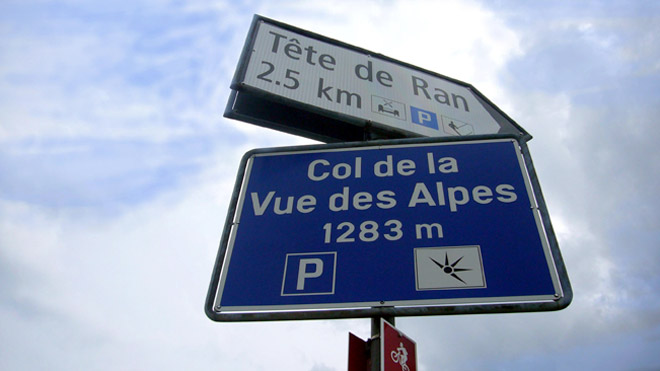 Tête de Ran
2.5 km P
Col de la
Vue des Alpes
1283 m
P